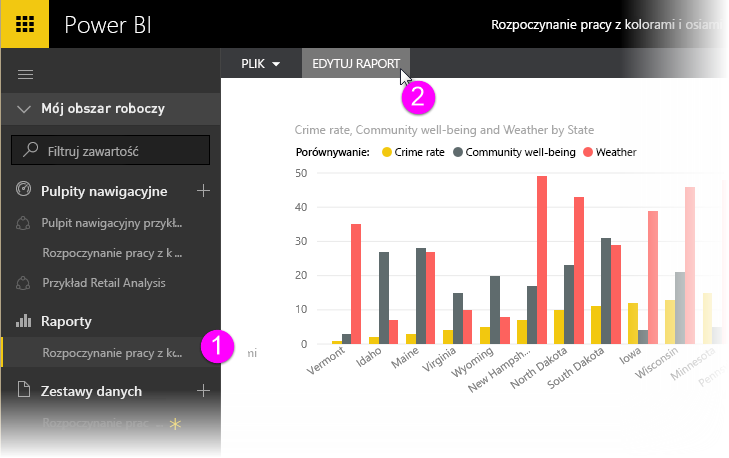 Power BI
Rozpoczynanie pracy z kolorami i osiami
PLIK
EDYTUJ RAPORT
2
Mój obszar roboczy
Filtruj zawartość
Pulpity nawigacyjne
Pulpit nawigacyjny przykł...
Rozpoczynanie pracy z k ...
Przykład Retail Analysis
Raporty
Rozpoczynanie pracy z k...
1
Zestawy danych
Rozpoczynanie prac ...
Crime rate, Community well-being and Weather by State
Porównywanie: Crime rate Community well-being Weather
50
40
30
20
10
0
mi
Vermont
Idaho
Maine
Virginia
Wyoming
New Hampsh...
North Dakota
South Dakota
Iowa
Wisconsin
Minnesota
Penn